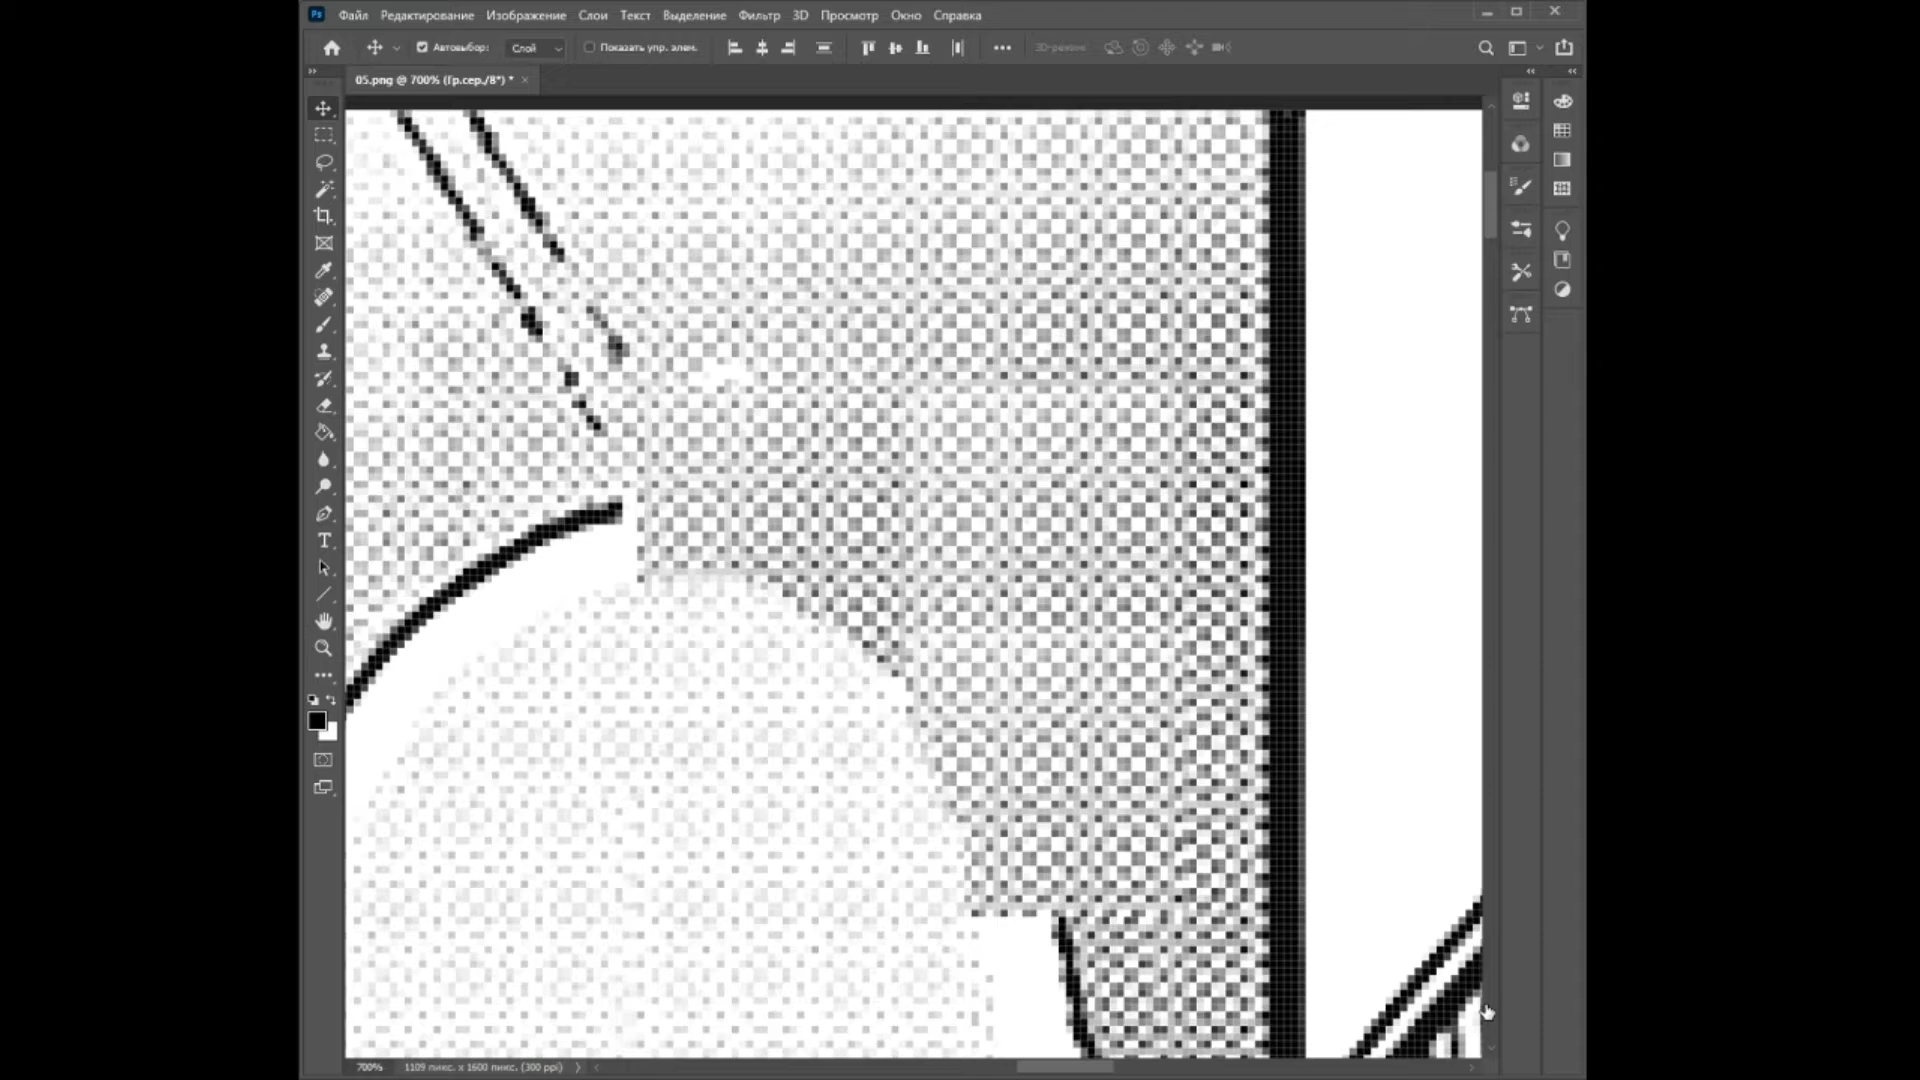 Ps Файл Редактирование Изображение Слои Текст Выделение Фильтр 3D Просмотр Окно Справка
Автовыбор: Слой Показать упр. элем. 3D-режим:
05.png @ 700% (Гр.сер./8*) *
700% 1109 пикс. x 1600 пикс. (300 ppi)